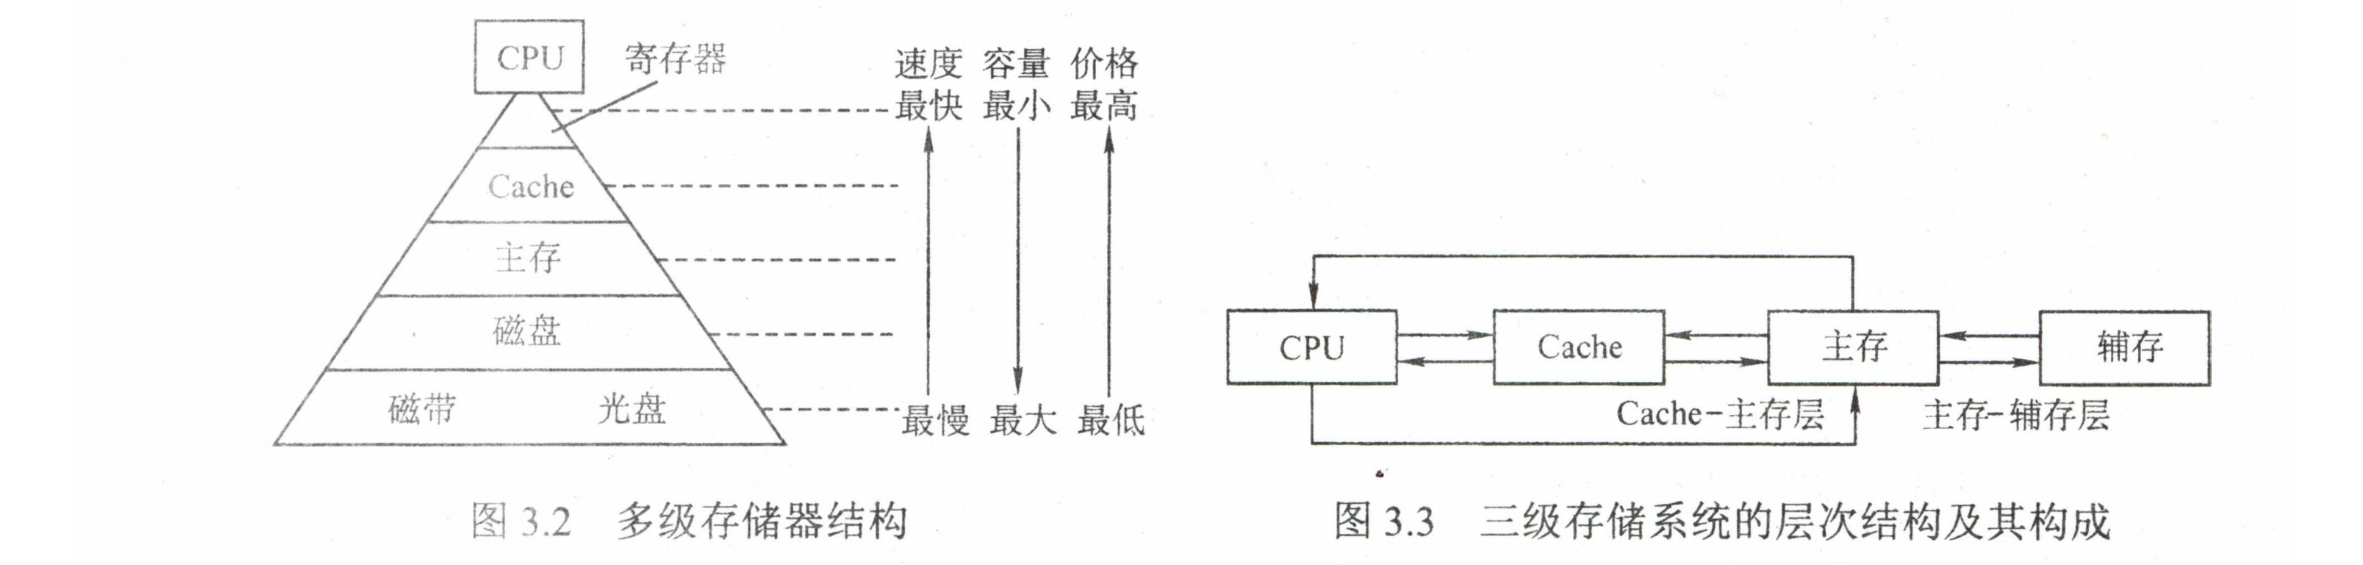 CPU
寄存器
速度 容量 价格
最快 最小 最高
Cache
主存
磁盘
磁带 光盘
最慢 最大 最低
图 3.2 多级存储器结构
CPU
Cache
主存
辅存
Cache-主存层
主存-辅存层
图 3.3 三级存储系统的层次结构及其构成